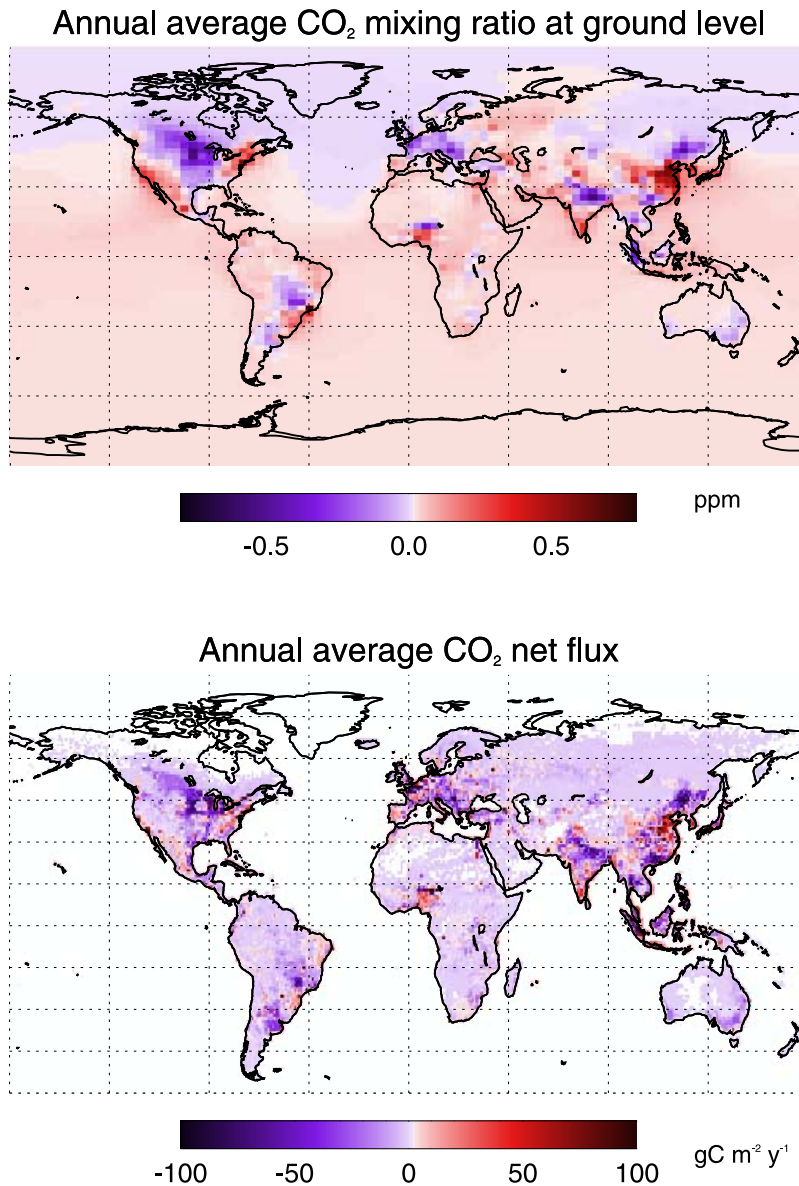 Annual average CO₂ mixing ratio at ground level
ppm
-0.5 0.0 0.5
Annual average CO₂ net flux
gC m⁻² y⁻¹
-100 -50 0 50 100